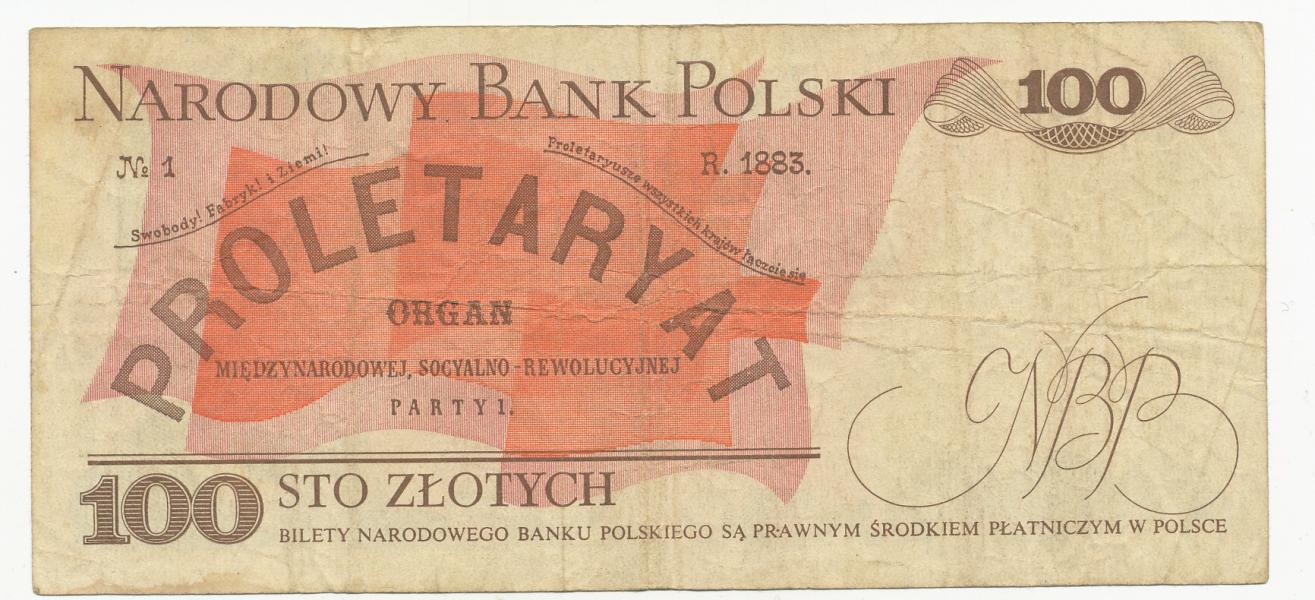 NARODOWY BANK POLSKI
100
№ 1
R. 1883.
Swobody! Fabryk! i Ziemi!
Proletaryusze wszystkich krajów łączcie się
PROLETARYAT
ORGAN
MIĘDZYNARODOWEJ, SOCYALNO-REWOLUCYJNEJ
PARTYI.
NBP
100 STO ZŁOTYCH
BILETY NARODOWEGO BANKU POLSKIEGO SĄ PRAWNYM ŚRODKIEM PŁATNICZYM W POLSCE